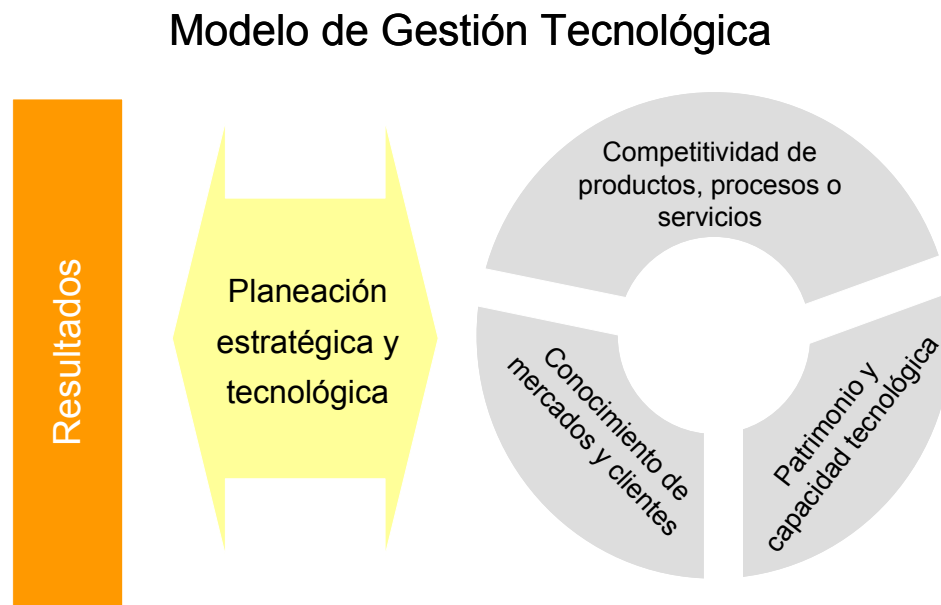 Modelo de Gestión Tecnológica
Resultados
Planeación
estratégica y
tecnológica
Competitividad de
productos, procesos o
servicios
Conocimiento de
mercados y clientes
Patrimonio y
capacidad tecnológica